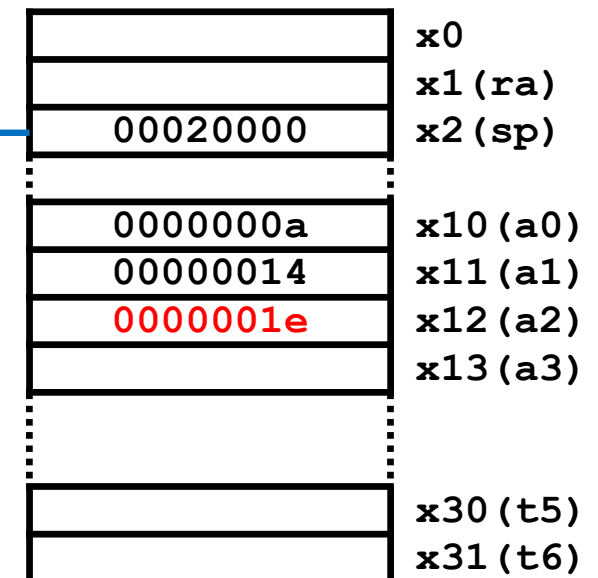 x0
x1(ra)
00020000 x2(sp)
0000000a x10(a0)
00000014 x11(a1)
0000001e x12(a2)
x13(a3)
x30(t5)
x31(t6)